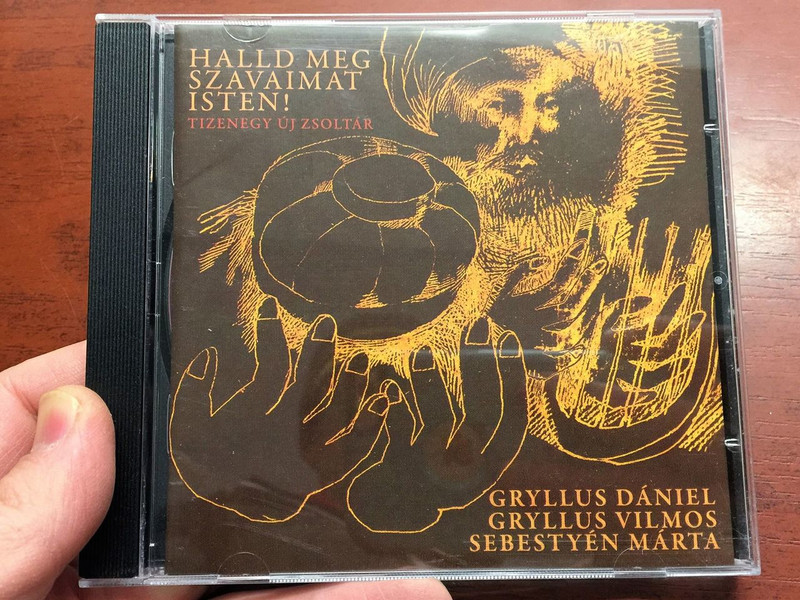 HALLD MEG
SZAVAIMAT
ISTEN!
TIZENEGY ÚJ ZSOLTÁR
GRYLLUS DÁNIEL
GRYLLUS VILMOS
SEBESTYÉN MÁRTA